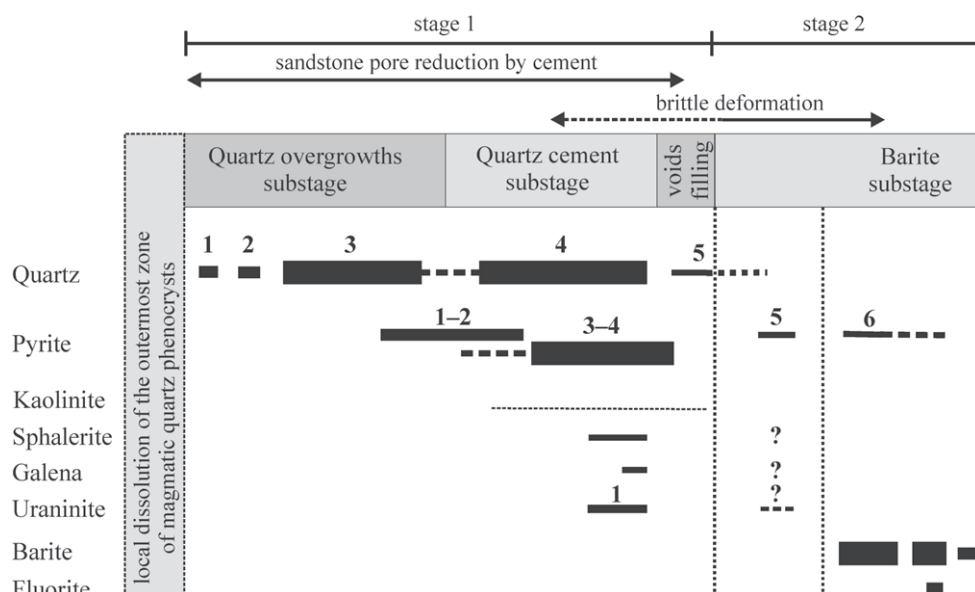 stage 1
stage 2
sandstone pore reduction by cement
brittle deformation
Quartz overgrowths
substage
Quartz cement
substage
voids
filling
Barite
substage
local dissolution of the outermost zone
of magmatic quartz phenocrysts
Quartz
1
2
3
4
5
Pyrite
1–2
3–4
5
6
Kaolinite
Sphalerite
?
Galena
?
Uraninite
1
?
Barite
Fluorite